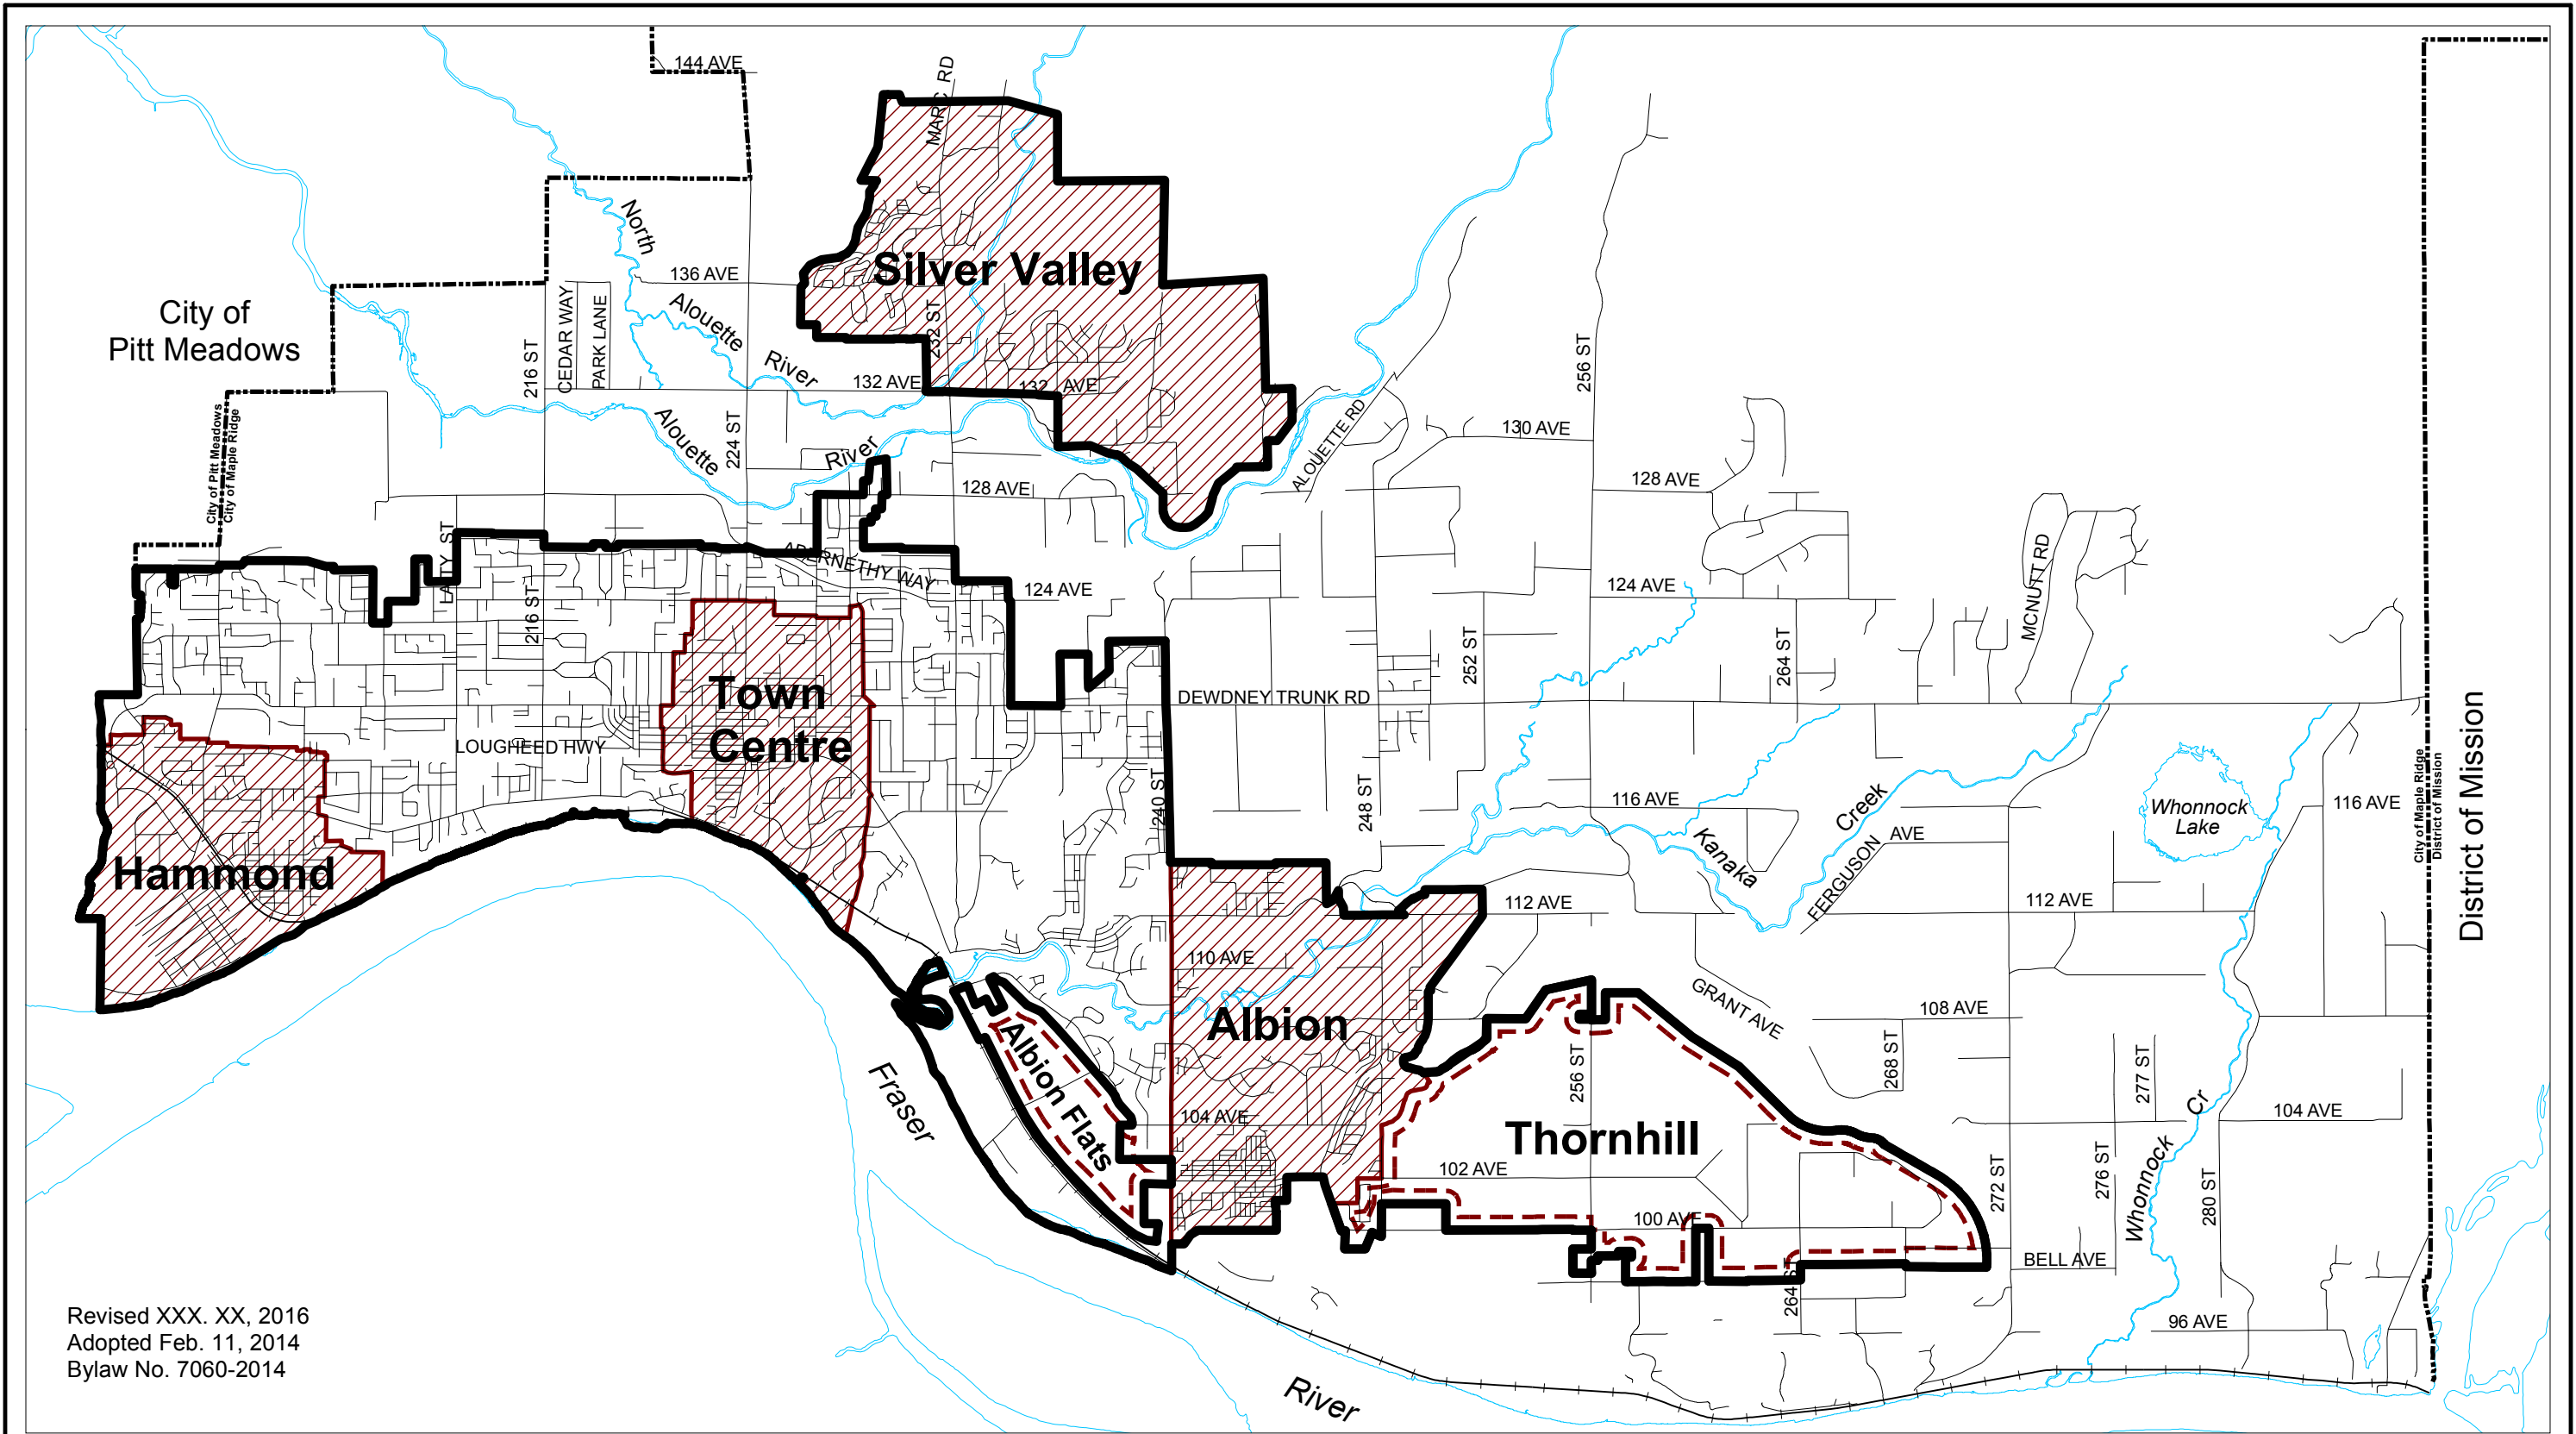 144 AVE
MARC RD
North
136 AVE
Silver Valley
City of
Pitt Meadows
CEDAR WAY
PARK LANE
216 ST
Alouette
River
232 ST
132 AVE
132 AVE
256 ST
City of Pitt Meadows
City of Maple Ridge
Alouette
224 ST
River
ALOUETTE RD
130 AVE
128 AVE
128 AVE
LAITY ST
ABERNETHY WAY
216 ST
124 AVE
124 AVE
MCNUTT RD
252 ST
264 ST
Town
Centre
DEWDNEY TRUNK RD
LOUGHEED HWY
240 ST
248 ST
116 AVE
Creek
Whonnock
Lake
116 AVE
City of Maple Ridge
District of Mission
District of Mission
Hammond
Kanaka
FERGUSON AVE
112 AVE
112 AVE
110 AVE
Albion
GRANT AVE
108 AVE
Albion Flats
256 ST
268 ST
277 ST
Fraser
104 AVE
Cr
104 AVE
Thornhill
102 AVE
272 ST
276 ST
Whonnock
280 ST
100 AVE
BELL AVE
264 ST
96 AVE
River
Revised XXX. XX, 2016
Adopted Feb. 11, 2014
Bylaw No. 7060-2014